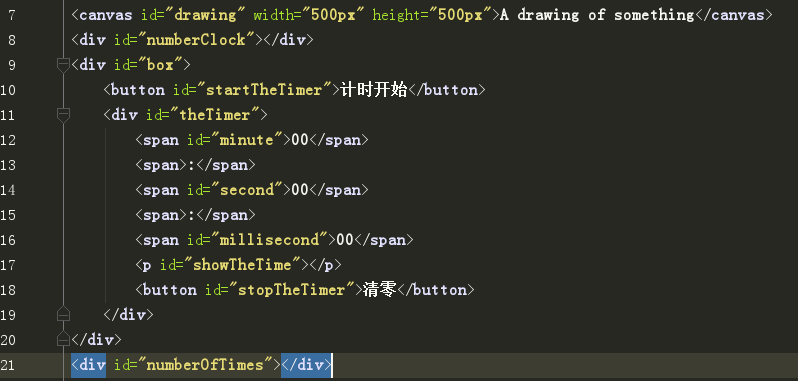 7 <canvas id="drawing" width="500px" height="500px">A drawing of something</canvas>
8 <div id="numberClock"></div>
9 <div id="box">
10 <button id="startTheTimer">计时开始</button>
11 <div id="theTimer">
12 <span id="minute">00</span>
13 <span>:</span>
14 <span id="second">00</span>
15 <span>:</span>
16 <span id="millisecond">00</span>
17 <p id="showTheTime"></p>
18 <button id="stopTheTimer">清零</button>
19 </div>
20 </div>
21 <div id="numberOfTimes"></div>